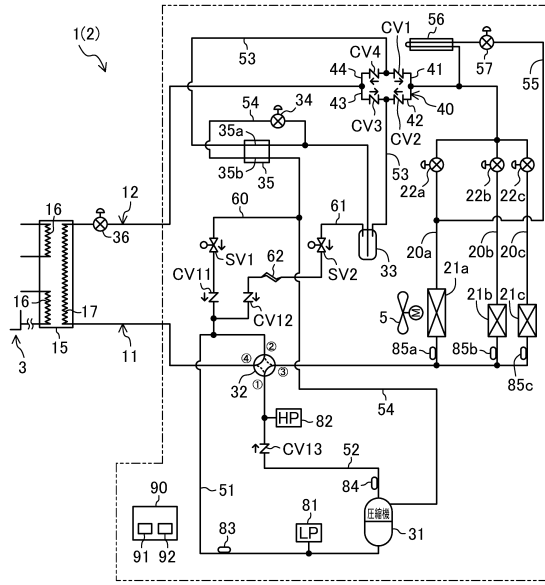 1(2)
53
CV4
CV1
56
57
55
44
41
43
42
40
CV3
CV2
54
34
35a
35b
35
53
12
16
36
60
61
33
22a
22b
22c
20a
20b
20c
SV1
62
SV2
CV11
CV12
21a
21b
21c
5
M
16
17
15
11
3
85a
85b
85c
②
④
③
①
32
54
HP
82
CV13
52
84
51
81
LP
83
圧縮機
31
90
91
92